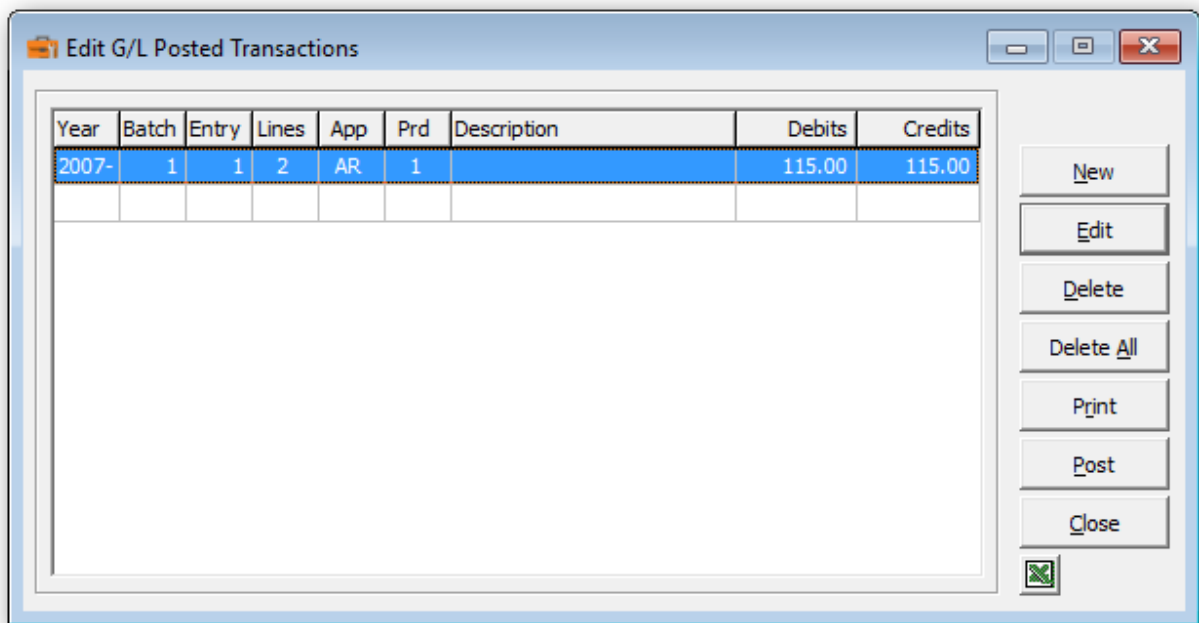 Edit G/L Posted Transactions
Year Batch Entry Lines App Prd Description Debits Credits
2007- 1 1 2 AR 1 115.00 115.00
New
Edit
Delete
Delete All
Print
Post
Close